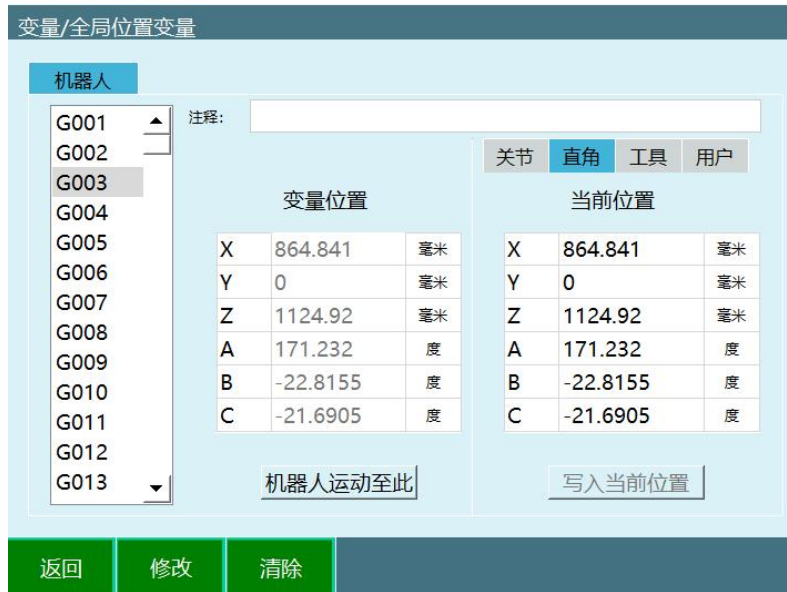 变量/全局位置变量
机器人
G001
G002
G003
G004
G005
G006
G007
G008
G009
G010
G011
G012
G013
注释:
关节 直角 工具 用户
变量位置
X 864.841 毫米
Y 0 毫米
Z 1124.92 毫米
A 171.232 度
B -22.8155 度
C -21.6905 度
机器人运动至此
当前位置
X 864.841 毫米
Y 0 毫米
Z 1124.92 毫米
A 171.232 度
B -22.8155 度
C -21.6905 度
写入当前位置
返回 修改 清除